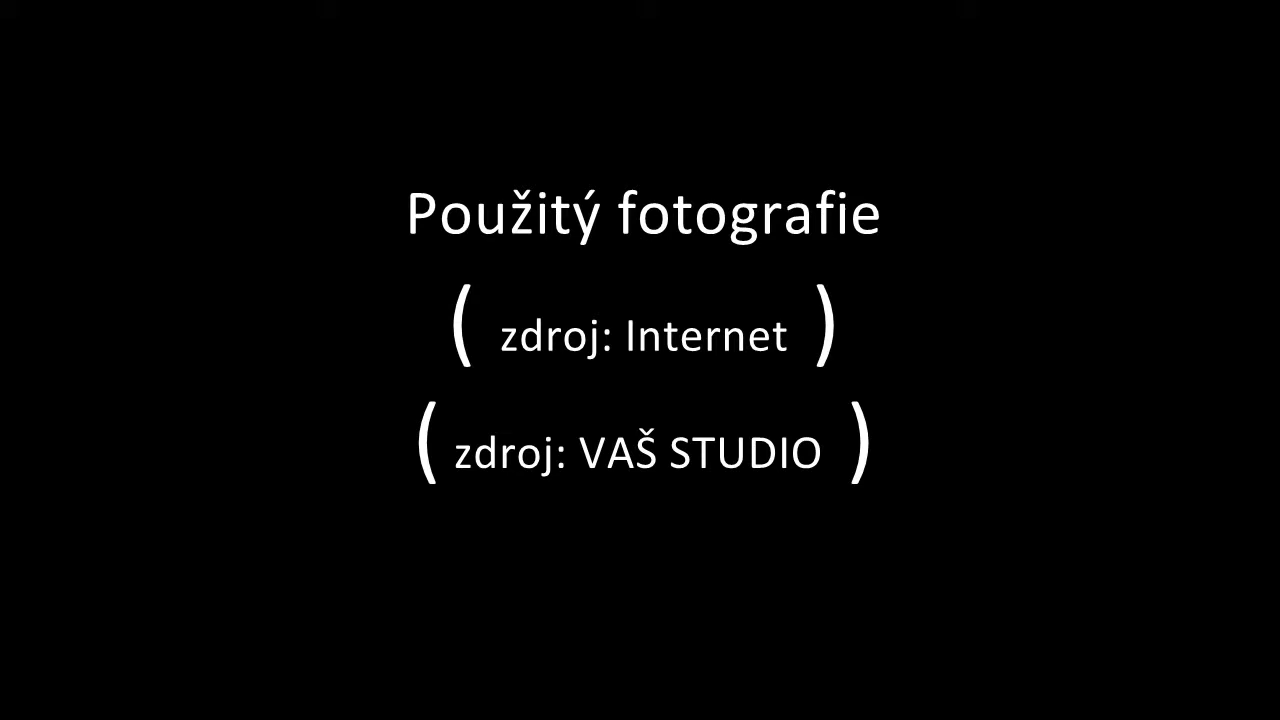 Použitý fotografie
( zdroj: Internet )
( zdroj: VAŠ STUDIO )